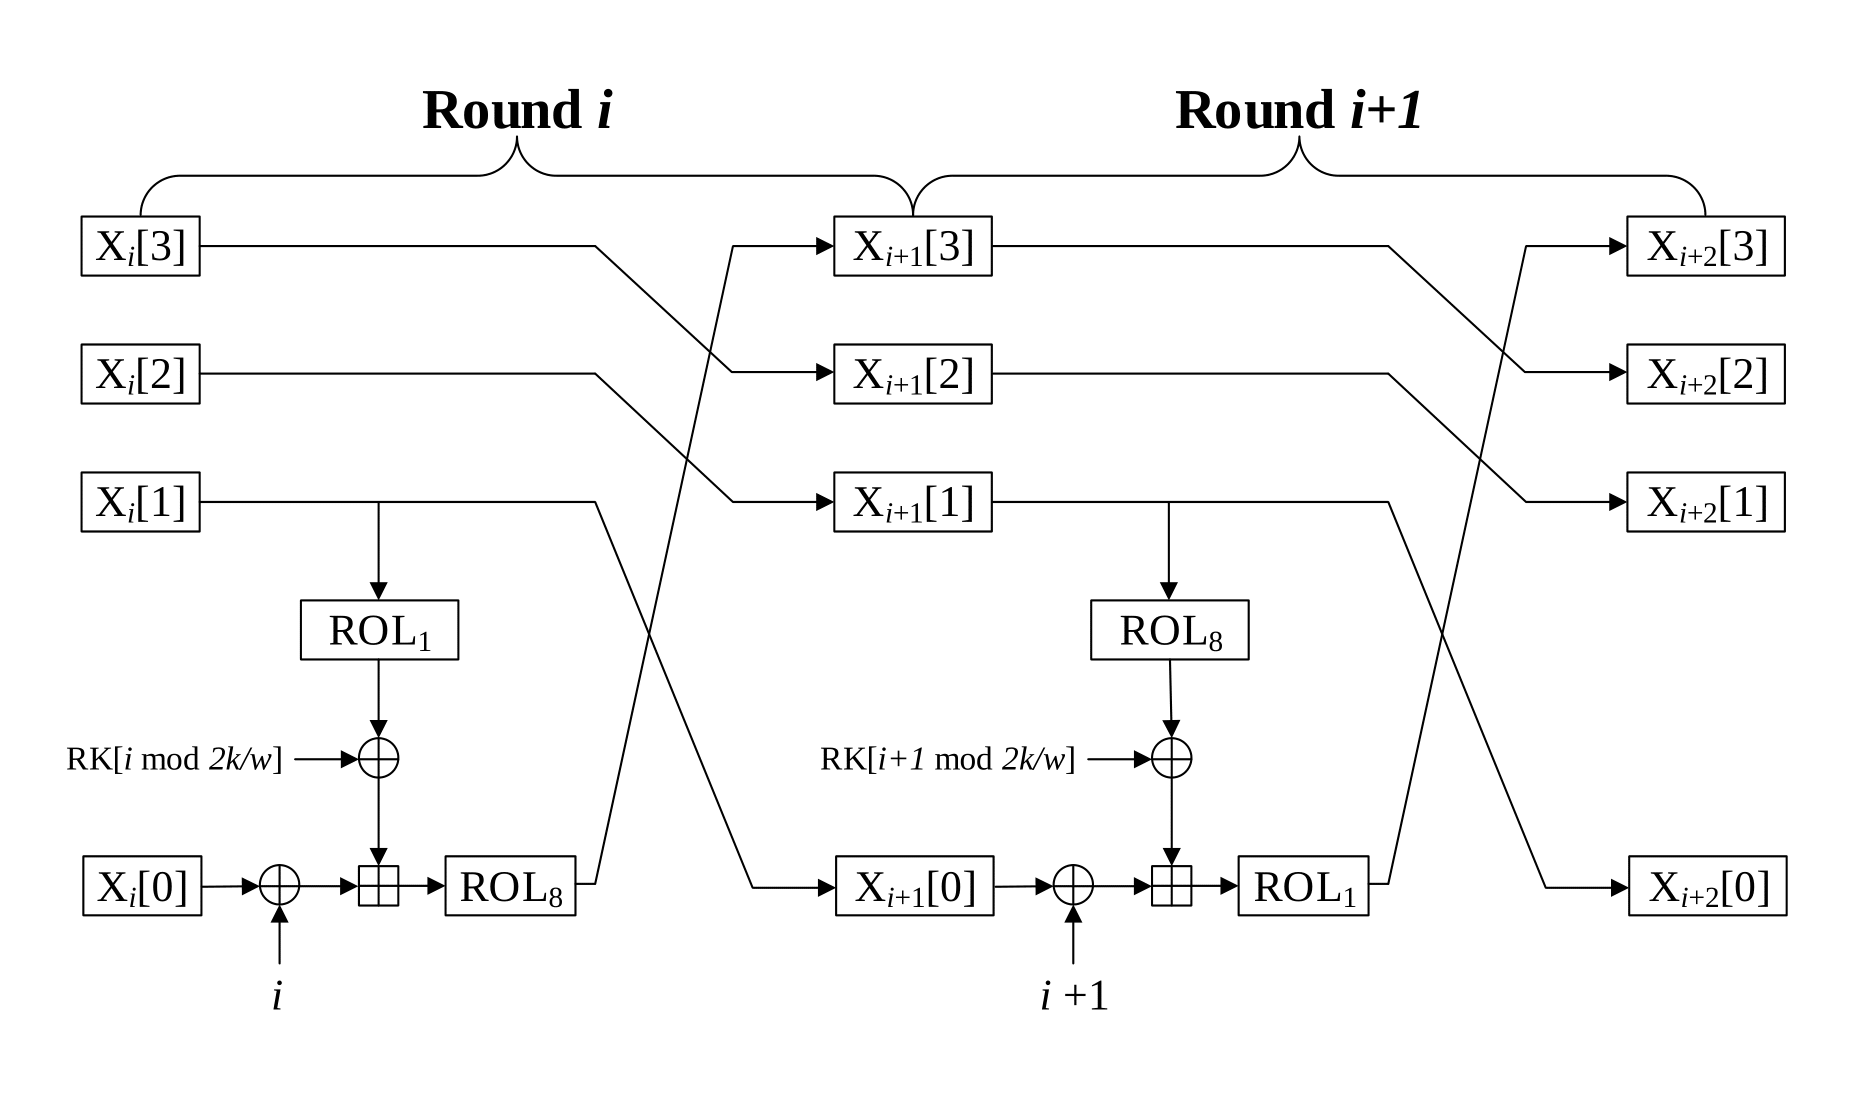 Round i
Round i+1
Xi[3]
Xi+1[3]
Xi+2[3]
Xi[2]
Xi+1[2]
Xi+2[2]
Xi[1]
Xi+1[1]
Xi+2[1]
ROL1
ROL8
RK[i mod 2k/w]
RK[i+1 mod 2k/w]
Xi[0]
ROL8
Xi+1[0]
ROL1
Xi+2[0]
i
i +1